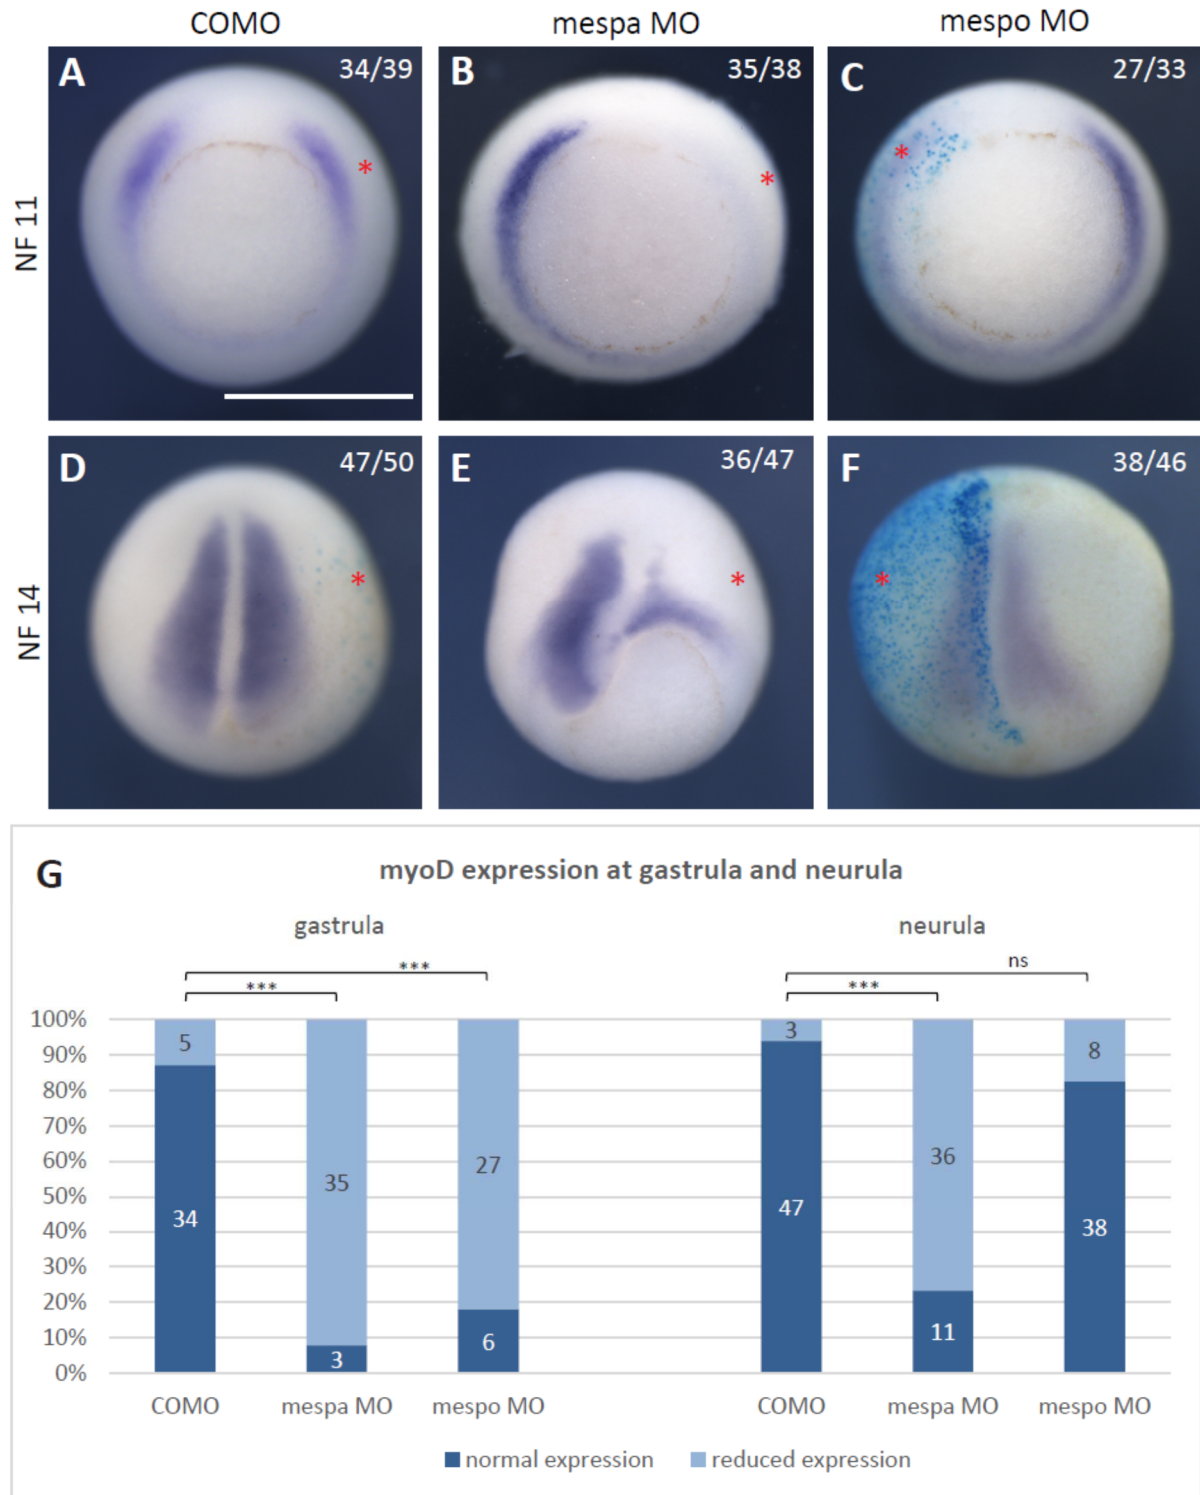 COMO mespa MO mespo MO
NF 11
A 34/39 * B 35/38 * C 27/33 *
NF 14
D 47/50 * E 36/47 * F 38/46 *
G myoD expression at gastrula and neurula
gastrula neurula
*** *** *** ns
100%
90%
80%
70%
60%
50%
40%
30%
20%
10%
0%
5 34
35 3
27 6
3 47
36 11
8 38
COMO mespa MO mespo MO COMO mespa MO mespo MO
normal expression reduced expression